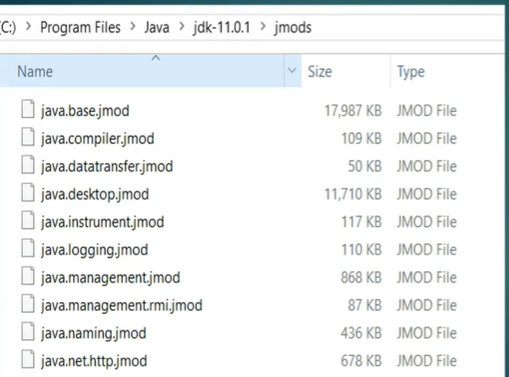 (C:) > Program Files > Java > jdk-11.0.1 > jmods
Name Size Type
java.base.jmod 17,987 KB JMOD File
java.compiler.jmod 109 KB JMOD File
java.datatransfer.jmod 50 KB JMOD File
java.desktop.jmod 11,710 KB JMOD File
java.instrument.jmod 117 KB JMOD File
java.logging.jmod 110 KB JMOD File
java.management.jmod 868 KB JMOD File
java.management.rmi.jmod 87 KB JMOD File
java.naming.jmod 436 KB JMOD File
java.net.http.jmod 678 KB JMOD File